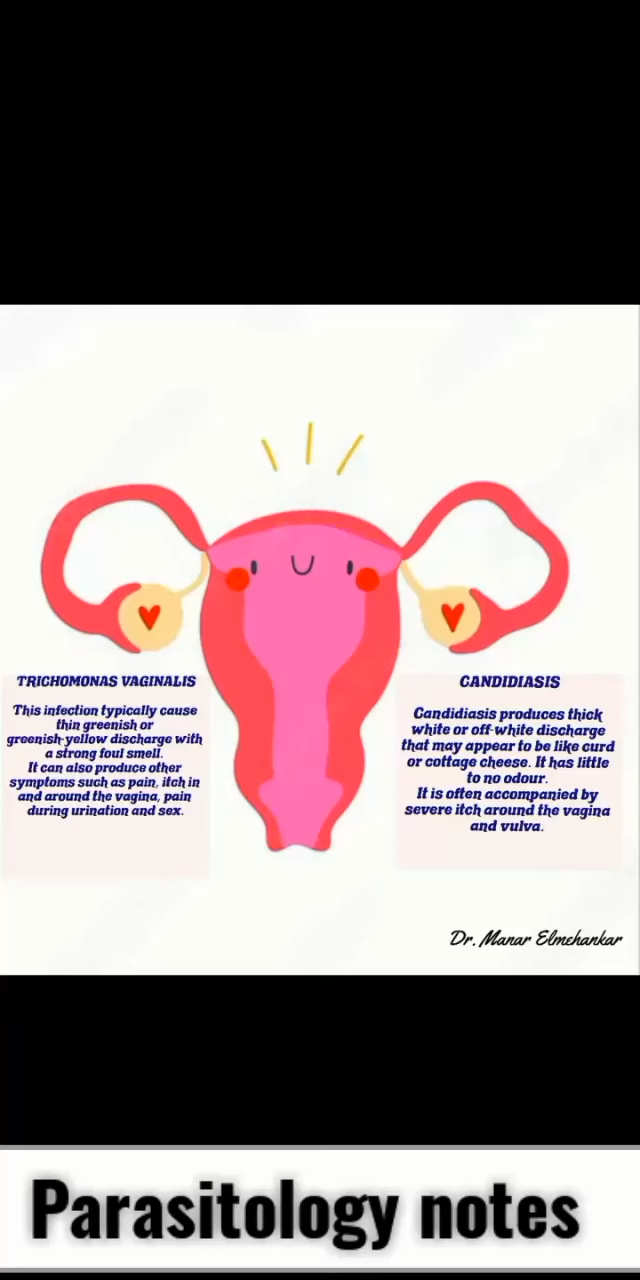 TRICHOMONAS VAGINALIS
This infection typically cause
thin greenish or
greenish-yellow discharge with
a strong foul smell.
It can also produce other
symptoms such as pain, itch in
and around the vagina, pain
during urination and sex.
CANDIDIASIS
Candidiasis produces thick
white or off-white discharge
that may appear to be like curd
or cottage cheese. It has little
to no odour.
It is often accompanied by
severe itch around the vagina
and vulva.
Dr. Manar Elmehankar
Parasitology notes